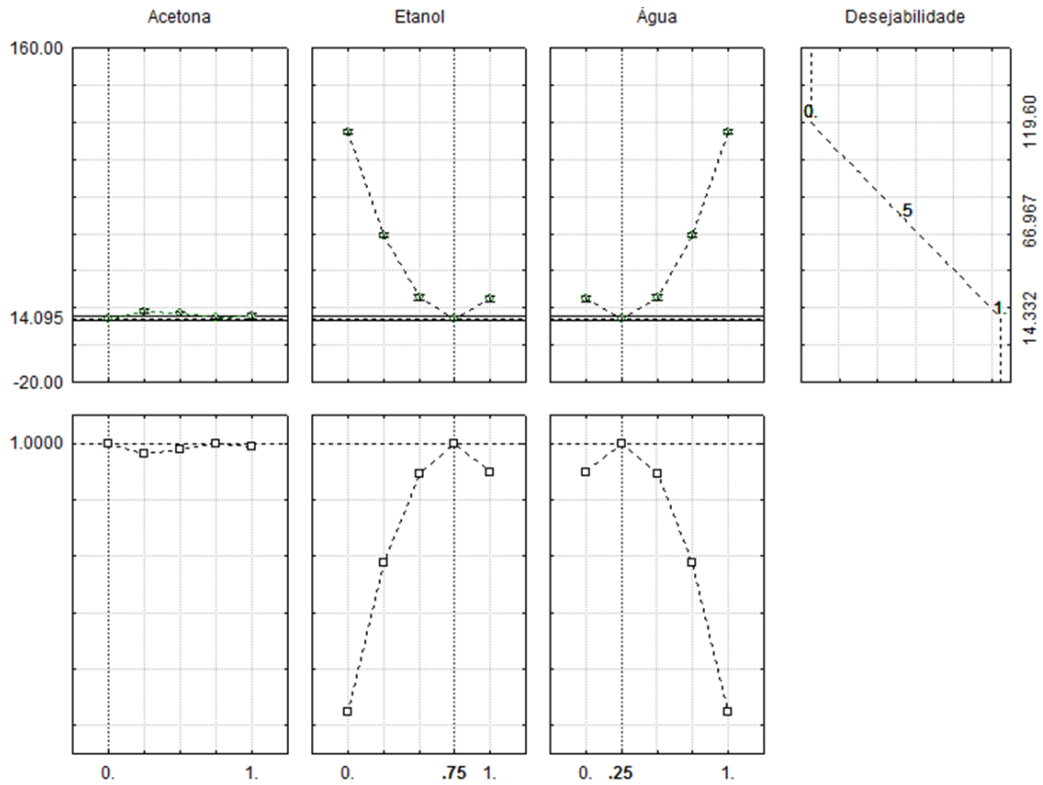 Acetona Etanol Água Desejabilidade
160.00
0. 119.60
.5 66.967
14.095 1. 14.332
-20.00
1.0000
0. 1. 0. .75 1. 0. .25 1.